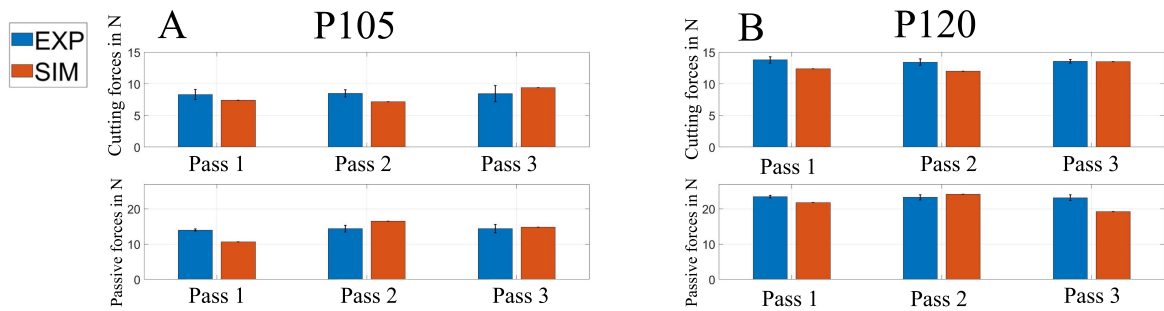 EXP
SIM
A
P105
Cutting forces in N
15
10
5
0
Pass 1
Pass 2
Pass 3
Passive forces in N
20
10
0
Pass 1
Pass 2
Pass 3
B
P120
Cutting forces in N
15
10
5
0
Pass 1
Pass 2
Pass 3
Passive forces in N
20
10
0
Pass 1
Pass 2
Pass 3